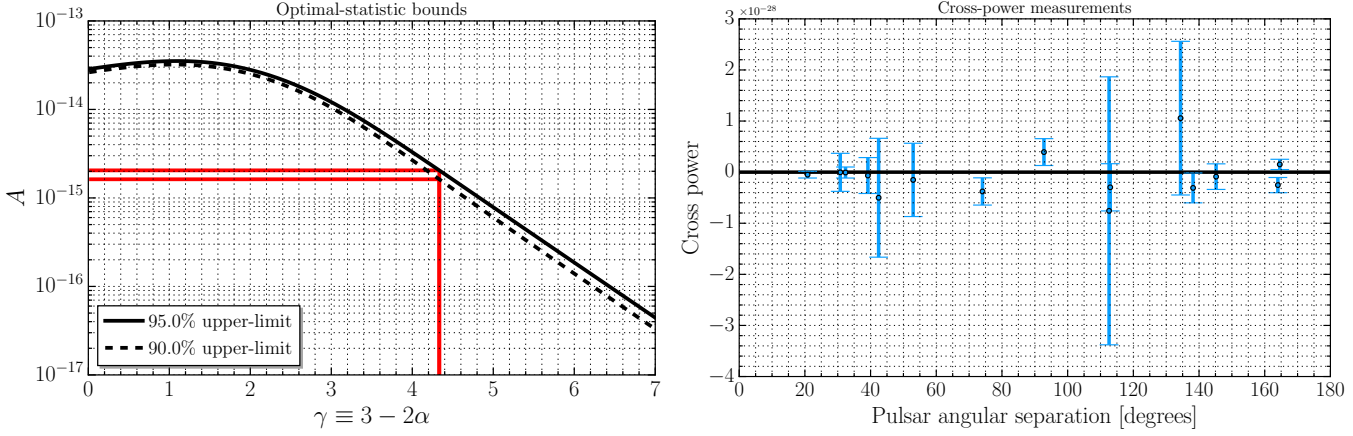 Optimal-statistic bounds
10⁻¹³
10⁻¹⁴
10⁻¹⁵
10⁻¹⁶
10⁻¹⁷
A
0 1 2 3 4 5 6 7
γ ≡ 3 − 2α
95.0% upper-limit
90.0% upper-limit
Cross-power measurements
×10⁻²⁸
3
2
1
0
−1
−2
−3
−4
Cross power
0 20 40 60 80 100 120 140 160 180
Pulsar angular separation [degrees]